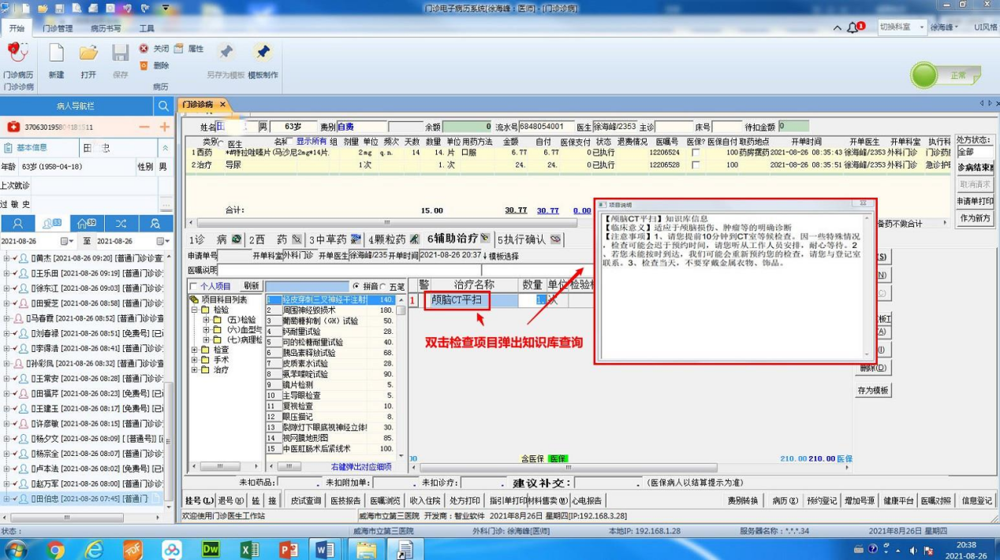 门诊电子病历系统[徐海峰：医师] - [门诊诊病]
开始 门诊管理 病历书写 工具
切换科室 徐海峰 UI风格
门诊病历 新建 打开 保存 关闭 删除 属性 另存为模板 模板制作
门诊诊病 病历
正常
病人导航栏
门诊诊病
基本信息
年龄 63岁(1958-04-18) 性别 男
上次就诊
过敏史
2021-08-26 至 2021-08-26
王乐田 [2021-08-26 09:19] [普通门诊诊
徐东江 [2021-08-26 09:03] [普通门诊诊
田爱芝 [2021-08-26 08:58] [普通门诊诊
马春霞 [2021-08-26 08:52] [普通门诊诊查
刘春禄 [2021-08-26 08:51] [免费号] [已
李得浩 [2021-08-26 08:41] [普通门诊诊
孙彩凤 [2021-08-26 08:32] [普通门诊诊查
王常安 [2021-08-26 08:28] [普通门诊诊
田福芹 [2021-08-26 08:23] [免费号] [已
王建玉 [2021-08-26 08:17] [免费号] [已
许彦敏 [2021-08-26 08:15] [普通门诊诊
杨夕文 [2021-08-26 08:09] [普通号]
杨宗全 [2021-08-26 08:07] [普通门诊诊
卢本法 [2021-08-26 08:02] [免费号] [已
赵万军 [2021-08-26 08:00] [普通门诊诊
田伯忠 [2021-08-26 07:45] [普通门
姓名 田 男 63岁 费别 自费 余额 0 流水号 6848054001 医生 徐海峰/2353 主诊 床号 待扣金额 0
类别 医生 名称 显示所有 组 剂量 单位 频次 天数 数量 单位 用药方法 金额 自付 医保支付 状态 退费情况 医嘱号 医保? 医保自付 取药地点 开单时间 开单医生 开单科室 执行科
1 西药 *特拉唑嗪片(马沙尼2mg*14片 2 mg q.n. 14 14. 片 口服 6.77 6.77 0 已执行 12206524 100 药房摆药 2021-08-26 08:35:43 徐海峰/2353 外科门诊 门诊药
2 治疗 导尿 1 次 1. 次 24. 24. 0 已执行 12206528 100 2021-08-26 08:35:51 徐海峰/2353 外科门诊 急诊护
合计： 15.00 30.77 30.77 0.00
备药不做合计
处方状态：
全部
诊病结束
取消请求
申请单打印
作为新方
1诊 病 2西 药 3中草药 4颗粒药 6辅助治疗 5执行确认
申请单号 开单科室 外科门诊 开单医生 徐海峰/235 开单时间 2021-08-26 20:37 模板选择
医嘱说明
个人项目 刷新 拼音 五笔
项目科目列表
检验
(五)检验
(六)血型与
(七)病理检
检查
手术
治疗
1 经皮穿刺三叉神经干注射 140.
2 周围神经毁损术 180.
3 葡萄糖抑制（GH）试验 50.
4 钙耐量试验 28.
5 可的松糖耐量试验 40.
6 胰岛素释放试验 68.
7 皮质素水试验 28.
8 氨苯喋啶试验 90.
9 镜片检测 5.
10 主导眼检查 5.
11 复视检查 10.
12 眼压描记 8.
13 裂隙灯下眼底视神经立体 30.
14 视网膜地形图 85.
15 中医肛肠术后紧线术 100.
右键弹出对应细项
警 治疗名称 数量 单位
1 颅脑CT平扫 1. 次
双击检查项目弹出知识库查询
项目说明
【颅脑CT平扫】知识库信息
【临床意义】适应于颅脑损伤、肿瘤等的明确诊断
【注意事项】1、请您提前10分钟到CT室等候检查。因一些特殊情况
，检查可能会迟于预约时间，请您听从工作人员安排，耐心等待。2
、若您未能按时到达，我们可能会重新预约您的检查，请您与登记室
联系。3、检查当天，不要穿戴金属衣物、饰品。
删除(D)
存为模板
含医保 医保 210.00 210.00 医保
未扣药品： 未扣附加单： 未扣诊疗： 建议补交： （医保病人以结算提示为准）
挂号(L) 退号 皮试查询 医技报告 医嘱浏览 收入住院 处方打印 指引单打印 材料售卖 心电报告 费别转换 病历 预约登记 增加号源 健康平台 医嘱对照 信息登记
欢迎使用门诊医生工作站 威海市立第三医院 开发商：智业软件 2021年8月26日 星期四[IP:192.168.3.28]
状态： 威海市立第三医院 外科门诊：徐海峰[医师] 本地IP: 192.168.1.28 服务器名称：*.*.*.34 2021年8月26日 星期四
20:38
2021-08-26